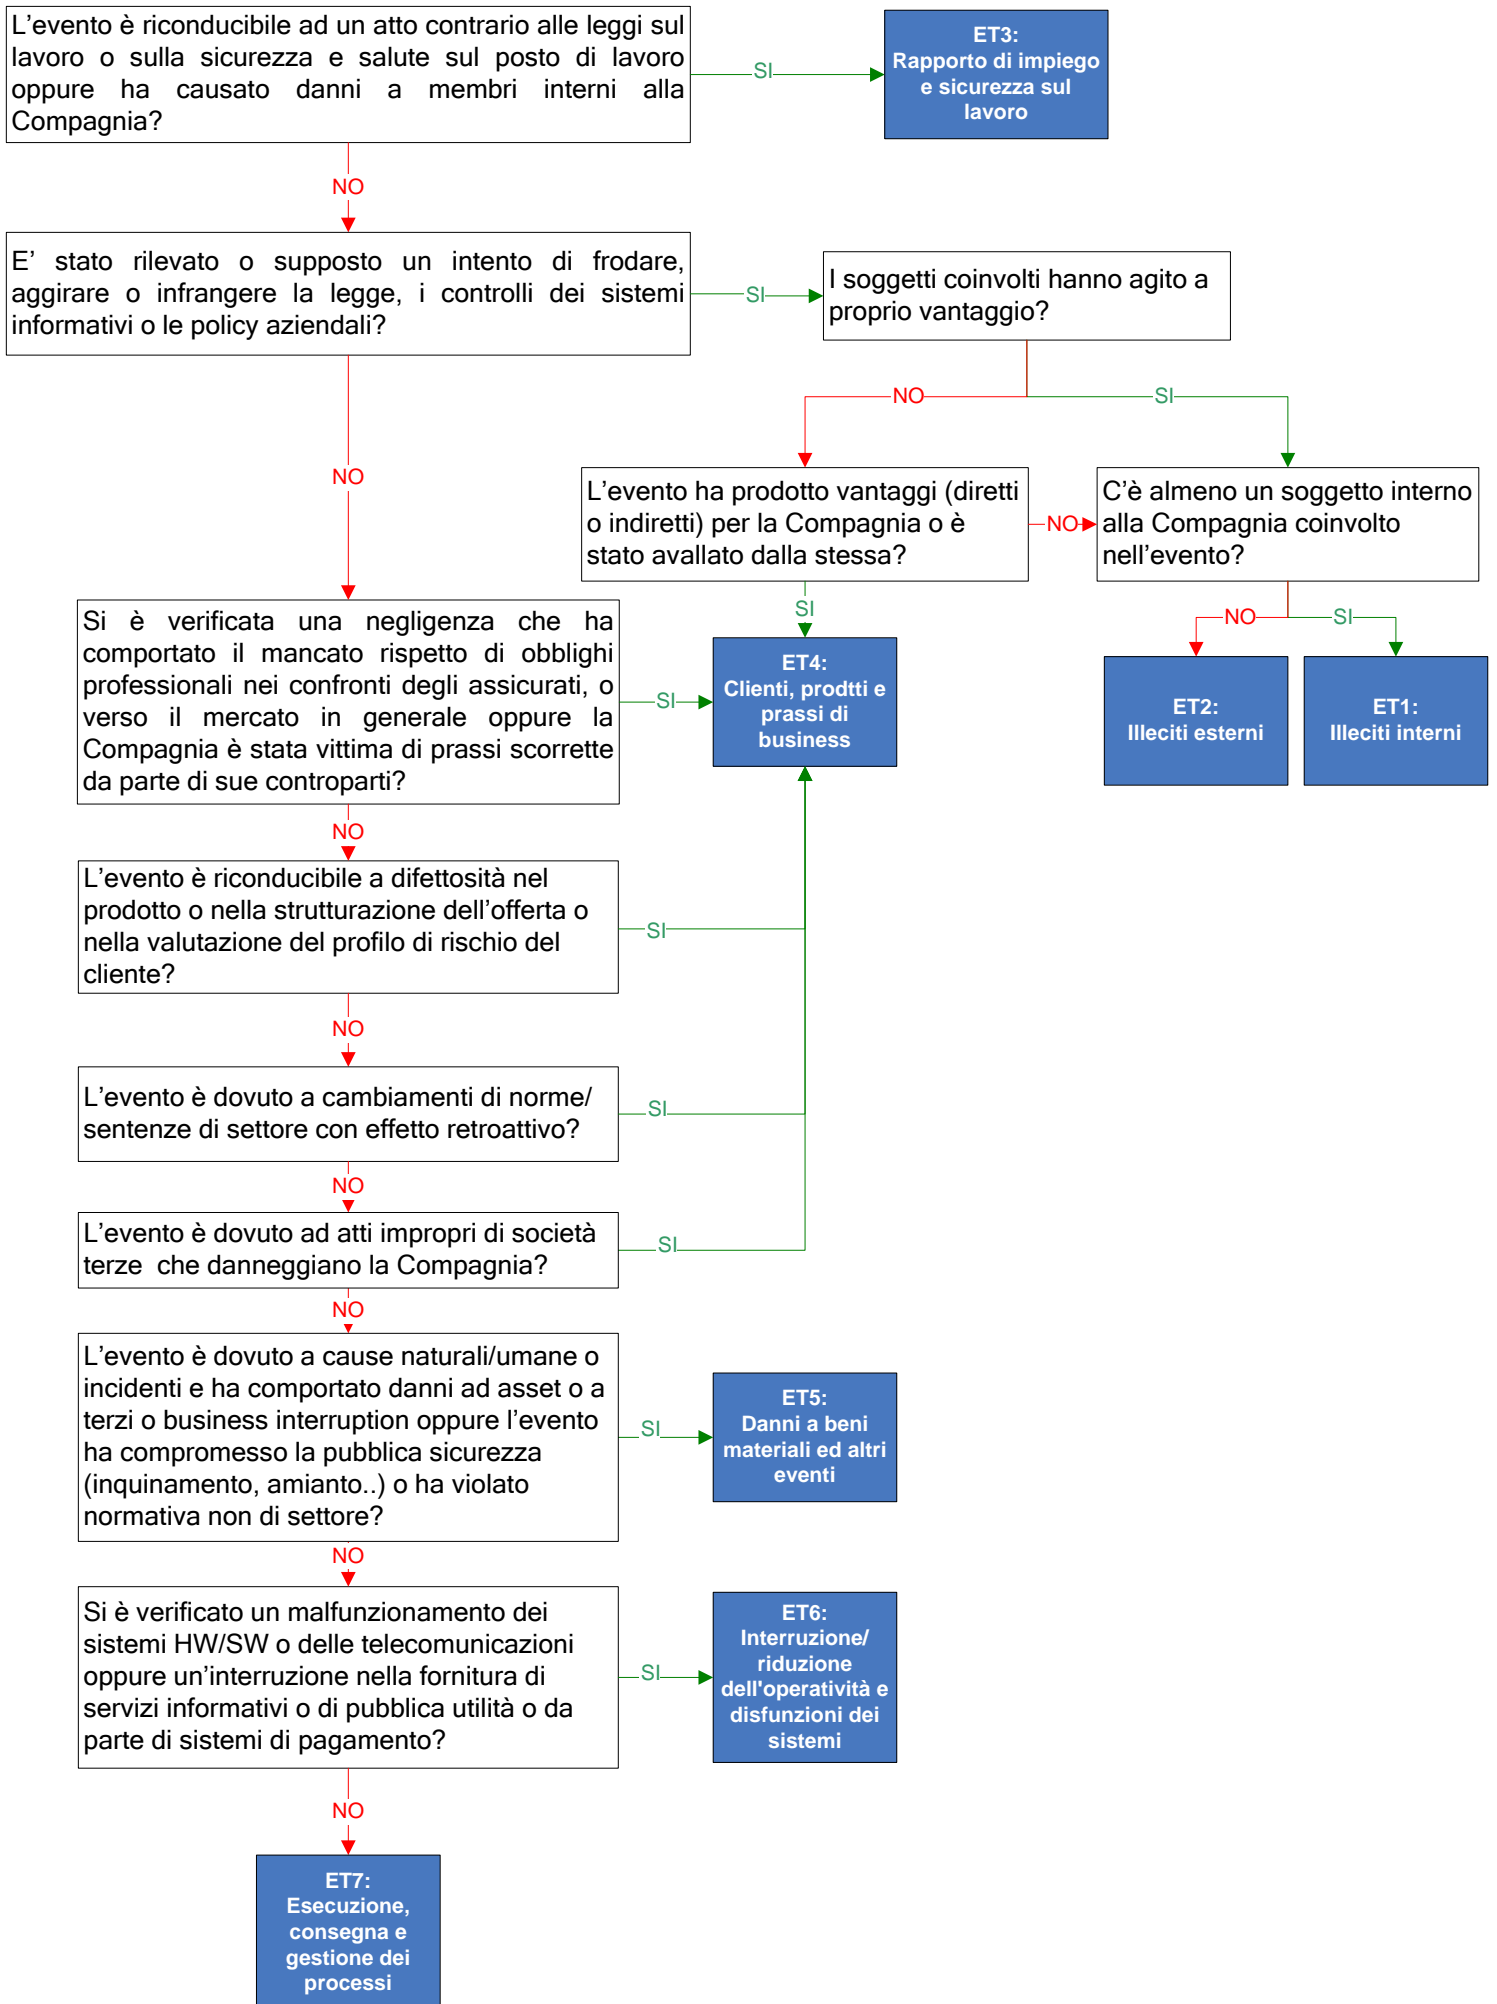 L’evento è riconducibile ad un atto contrario alle leggi sul
lavoro o sulla sicurezza e salute sul posto di lavoro
oppure ha causato danni a membri interni alla
Compagnia?
SI
ET3:
Rapporto di impiego
e sicurezza sul
lavoro
NO
E’ stato rilevato o supposto un intento di frodare,
aggirare o infrangere la legge, i controlli dei sistemi
informativi o le policy aziendali?
SI
I soggetti coinvolti hanno agito a
proprio vantaggio?
NO
SI
NO
L’evento ha prodotto vantaggi (diretti
o indiretti) per la Compagnia o è
stato avallato dalla stessa?
NO
C’è almeno un soggetto interno
alla Compagnia coinvolto
nell’evento?
SI
NO
SI
Si è verificata una negligenza che ha
comportato il mancato rispetto di obblighi
professionali nei confronti degli assicurati, o
verso il mercato in generale oppure la
Compagnia è stata vittima di prassi scorrette
da parte di sue controparti?
SI
ET4:
Clienti, prodtti e
prassi di
business
ET2:
Illeciti esterni
ET1:
Illeciti interni
NO
L’evento è riconducibile a difettosità nel
prodotto o nella strutturazione dell’offerta o
nella valutazione del profilo di rischio del
cliente?
SI
NO
L’evento è dovuto a cambiamenti di norme/
sentenze di settore con effetto retroattivo?
SI
NO
L’evento è dovuto ad atti impropri di società
terze  che danneggiano la Compagnia?
SI
NO
L’evento è dovuto a cause naturali/umane o
incidenti e ha comportato danni ad asset o a
terzi o business interruption oppure l’evento
ha compromesso la pubblica sicurezza
(inquinamento, amianto..) o ha violato
normativa non di settore?
SI
ET5:
Danni a beni
materiali ed altri
eventi
NO
Si è verificato un malfunzionamento dei
sistemi HW/SW o delle telecomunicazioni
oppure un’interruzione nella fornitura di
servizi informativi o di pubblica utilità o da
parte di sistemi di pagamento?
SI
ET6:
Interruzione/
riduzione
dell'operatività e
disfunzioni dei
sistemi
NO
ET7:
Esecuzione,
consegna e
gestione dei
processi